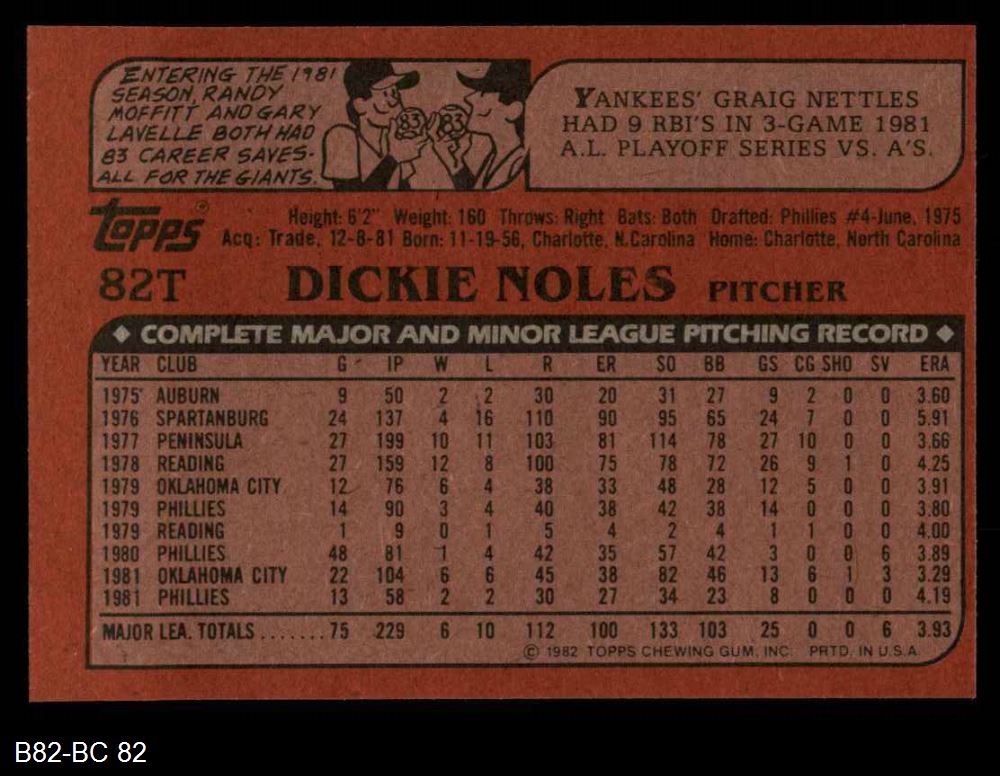 ENTERING THE 1981
SEASON, RANDY
MOFFITT AND GARY
LAVELLE BOTH HAD
83 CAREER SAVES-
ALL FOR THE GIANTS.
83 83
YANKEES' GRAIG NETTLES
HAD 9 RBI'S IN 3-GAME 1981
A.L. PLAYOFF SERIES VS. A'S.
Topps®
Height: 6'2" Weight: 160 Throws: Right Bats: Both Drafted: Phillies #4-June, 1975
Acq: Trade, 12-8-81 Born: 11-19-56, Charlotte, N.Carolina Home: Charlotte, North Carolina
82T DICKIE NOLES PITCHER
◆ COMPLETE MAJOR AND MINOR LEAGUE PITCHING RECORD ◆
YEAR CLUB G IP W L R ER SO BB GS CG SHO SV ERA
1975 AUBURN 9 50 2 2 30 20 31 27 9 2 0 0 3.60
1976 SPARTANBURG 24 137 4 16 110 90 95 65 24 7 0 0 5.91
1977 PENINSULA 27 199 10 11 103 81 114 78 27 10 0 0 3.66
1978 READING 27 159 12 8 100 75 78 72 26 9 1 0 4.25
1979 OKLAHOMA CITY 12 76 6 4 38 33 48 28 12 5 0 0 3.91
1979 PHILLIES 14 90 3 4 40 38 42 38 14 0 0 0 3.80
1979 READING 1 9 0 1 5 4 2 4 1 1 0 0 4.00
1980 PHILLIES 48 81 1 4 42 35 57 42 3 0 0 6 3.89
1981 OKLAHOMA CITY 22 104 6 6 45 38 82 46 13 6 1 3 3.29
1981 PHILLIES 13 58 2 2 30 27 34 23 8 0 0 0 4.19
MAJOR LEA. TOTALS.......75 229 6 10 112 100 133 103 25 0 0 6 3.93
© 1982 TOPPS CHEWING GUM, INC. PRTD. IN U.S.A.
B82-BC 82